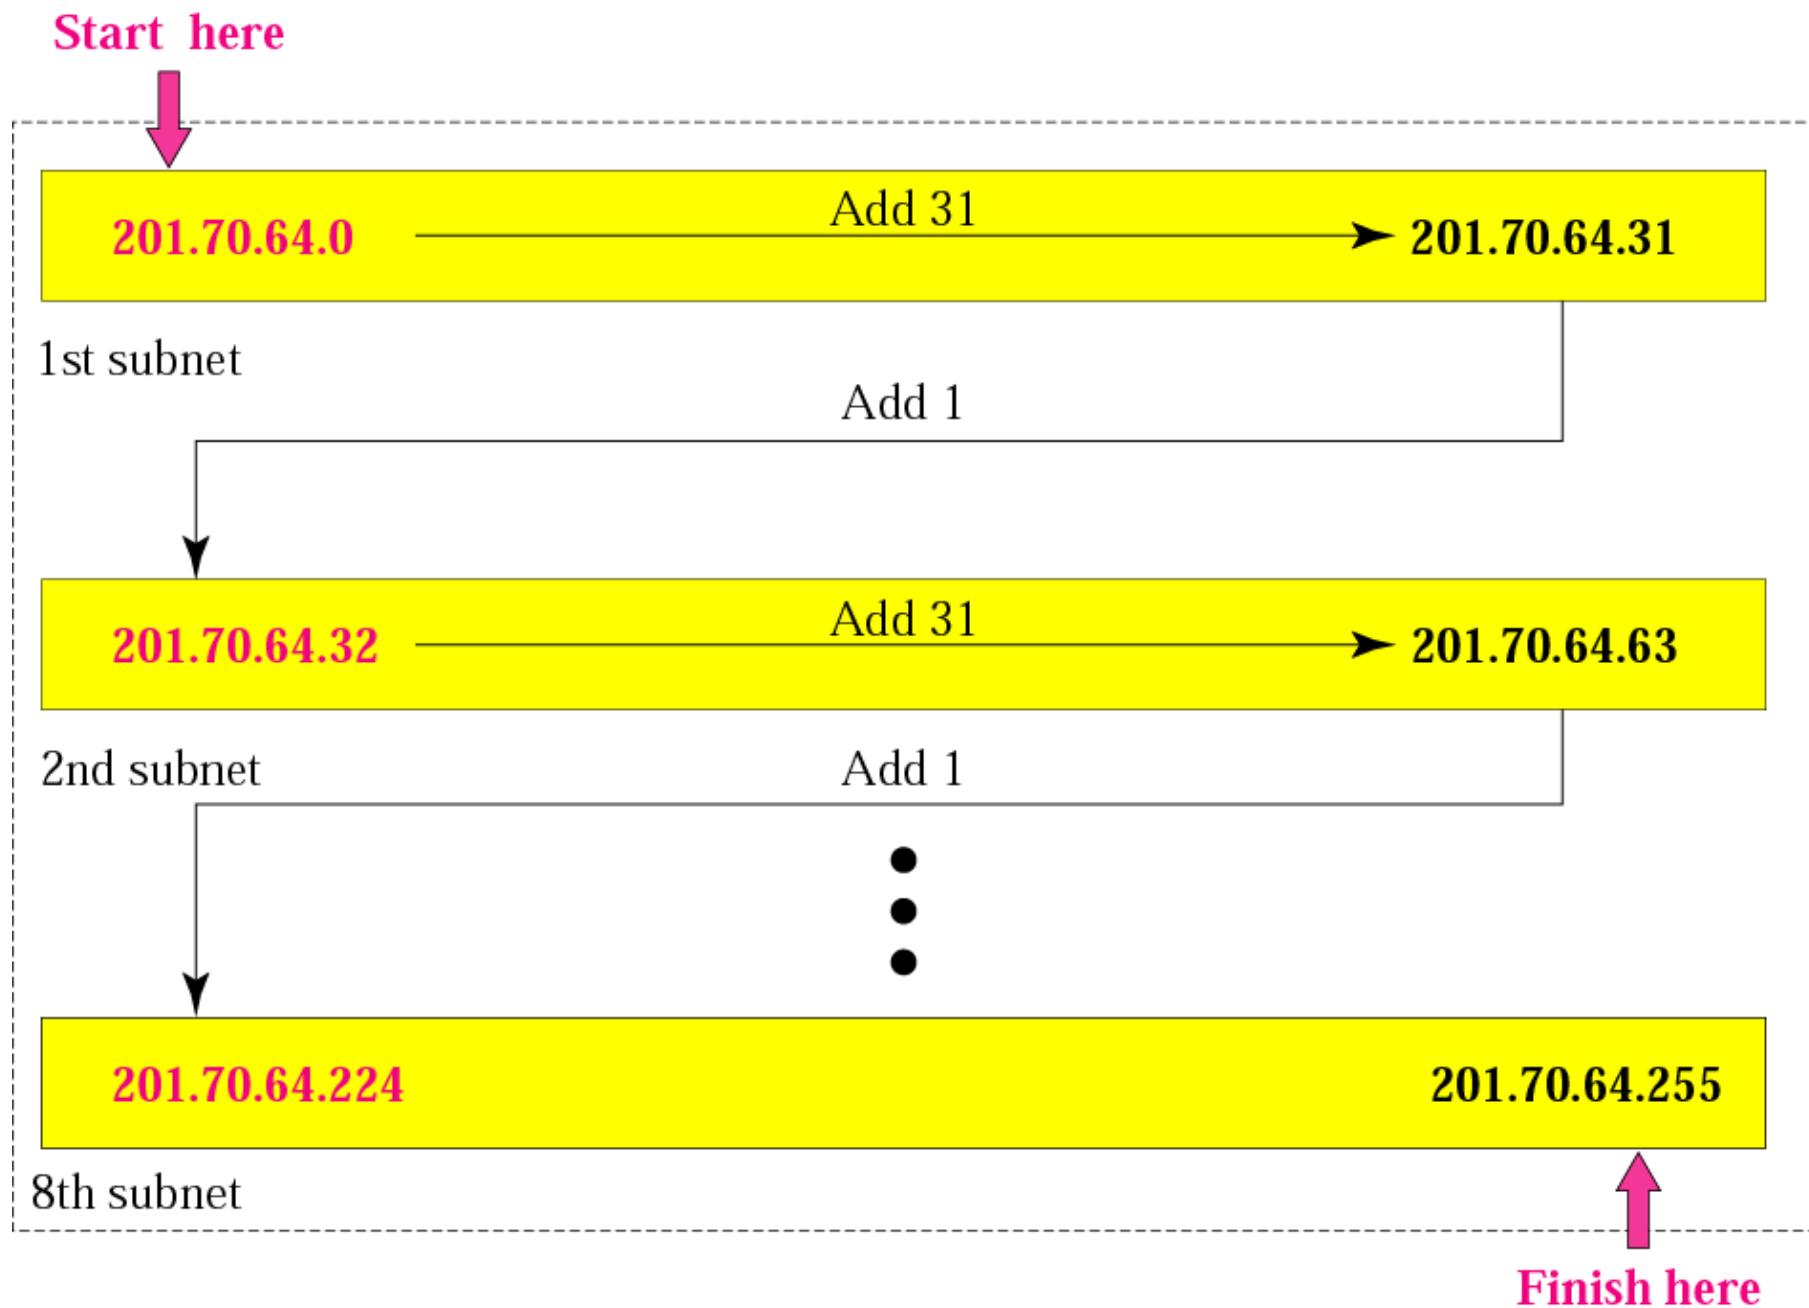 Start here
Add 31
201.70.64.0 201.70.64.31
1st subnet
Add 1
Add 31
201.70.64.32 201.70.64.63
2nd subnet Add 1
201.70.64.224 201.70.64.255
8th subnet
Finish here